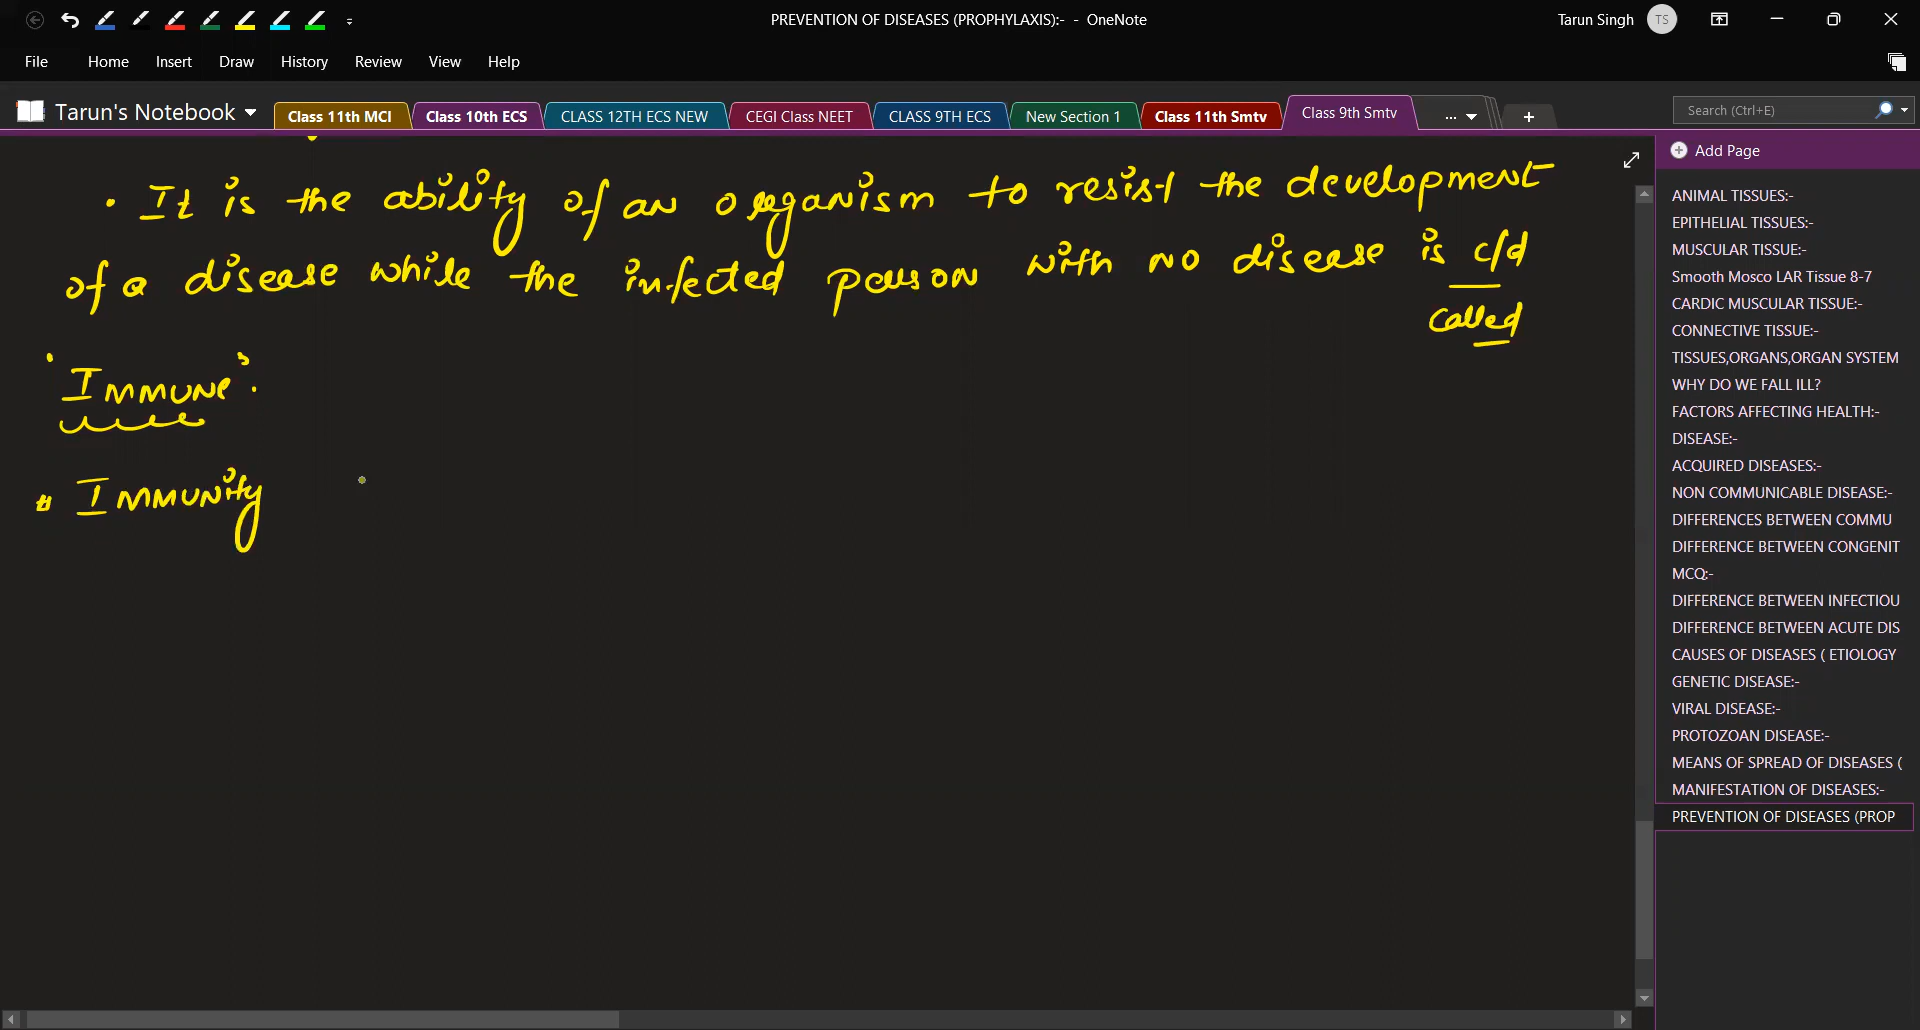 PREVENTION OF DISEASES (PROPHYLAXIS):- - OneNote
Tarun Singh TS
File Home Insert Draw History Review View Help
Tarun's Notebook Class 11th MCI Class 10th ECS CLASS 12TH ECS NEW CEGI Class NEET CLASS 9TH ECS New Section 1 Class 11th Smtv Class 9th Smtv ... + Search (Ctrl+E)
• It is the ability of an organism to resist the development
of a disease while the infected person with no disease is c/d
called
'Immune'.
Immunity
Add Page
ANIMAL TISSUES:-
EPITHELIAL TISSUES:-
MUSCULAR TISSUE:-
Smooth Mosco LAR Tissue 8-7
CARDIC MUSCULAR TISSUE:-
CONNECTIVE TISSUE:-
TISSUES,ORGANS,ORGAN SYSTEM
WHY DO WE FALL ILL?
FACTORS AFFECTING HEALTH:-
DISEASE:-
ACQUIRED DISEASES:-
NON COMMUNICABLE DISEASE:-
DIFFERENCES BETWEEN COMMU
DIFFERENCE BETWEEN CONGENIT
MCQ:-
DIFFERENCE BETWEEN INFECTIOU
DIFFERENCE BETWEEN ACUTE DIS
CAUSES OF DISEASES ( ETIOLOGY
GENETIC DISEASE:-
VIRAL DISEASE:-
PROTOZOAN DISEASE:-
MEANS OF SPREAD OF DISEASES (
MANIFESTATION OF DISEASES:-
PREVENTION OF DISEASES (PROP